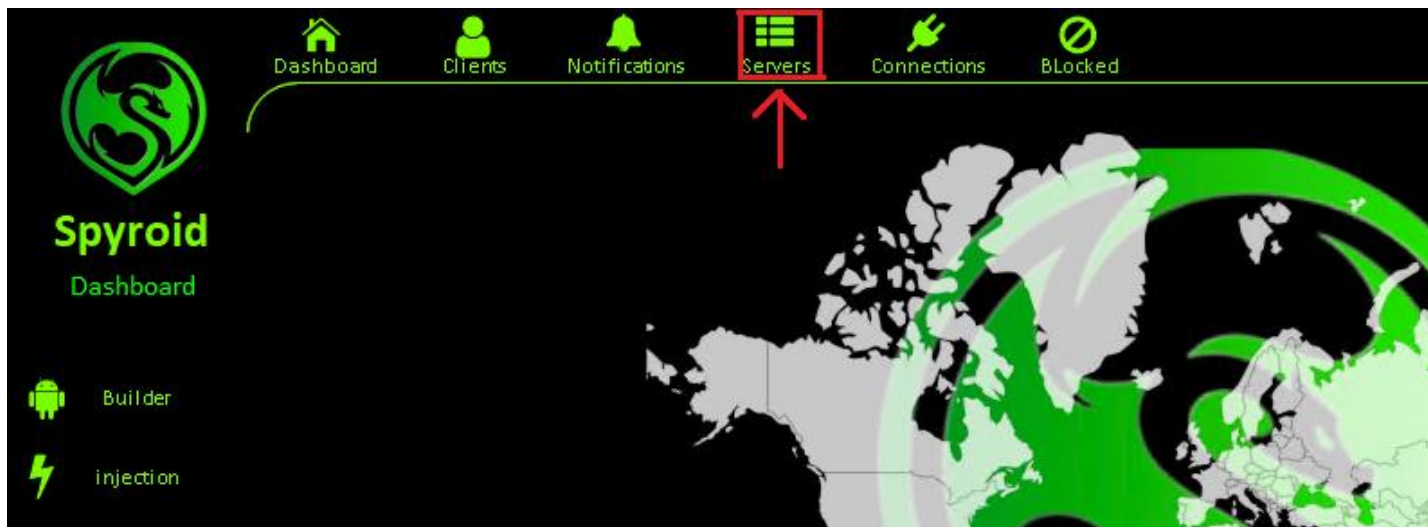 Dashboard Clients Notifications Servers Connections BLocked
Spyroid
Dashboard
Builder
injection